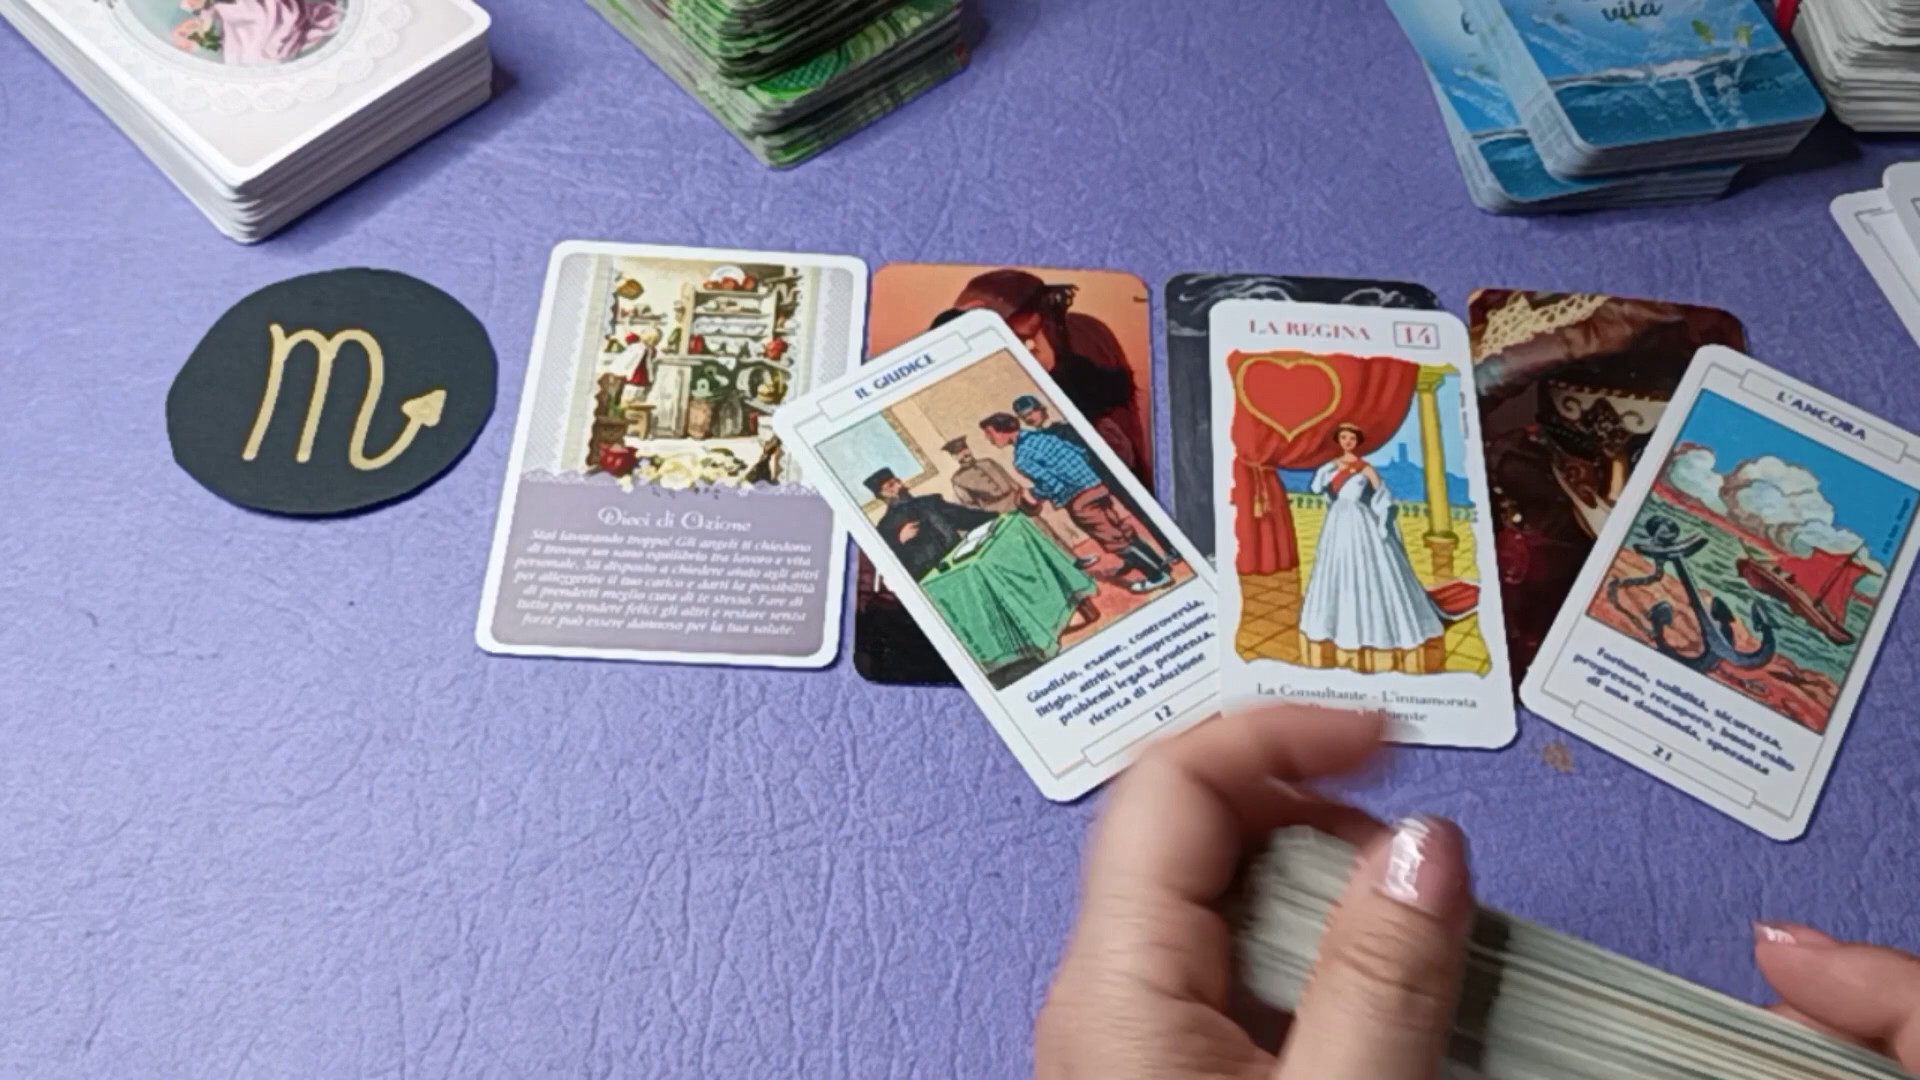 vita
Dieci di Azione
Stai lavorando troppo! Gli angeli ti chiedono
di trovare un sano equilibrio tra lavoro e vita
personale. Sii disposto a chiedere aiuto agli altri
per alleggerire il tuo carico e darti la possibilità
di prenderti meglio cura di te stesso. Fare di
tutto per rendere felici gli altri e restare senza
forze può essere dannoso per la tua salute.
IL GIUDICE
Giudizio, esame, controversia,
litigio, attriti, incomprensione,
problemi legali, prudenza,
ricerca di soluzione
12
LA REGINA 14
La Consultante - L'innamorata
L'ANCORA
Fortuna, solidità, sicurezza,
progresso, recupero, buon esito
di una domanda, speranza
21